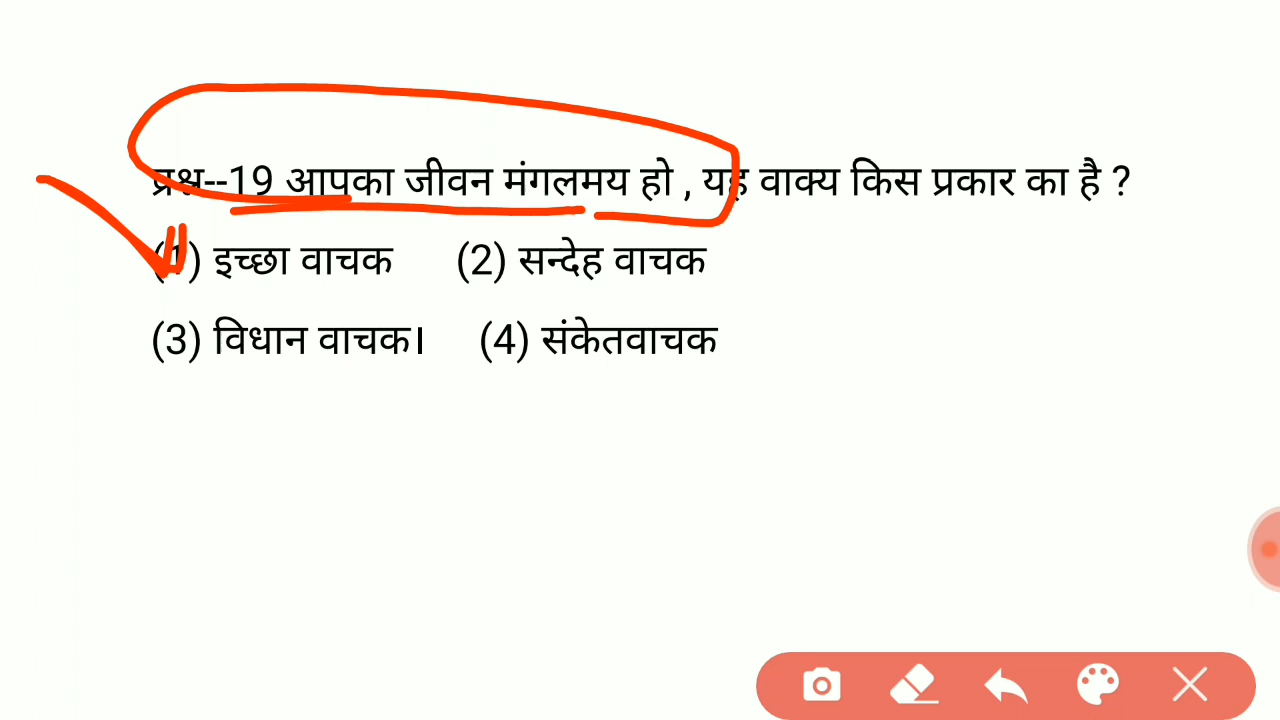 प्रश्न--19 आपका जीवन मंगलमय हो , यह वाक्य किस प्रकार का है ?
(1) इच्छा वाचक (2) सन्देह वाचक
(3) विधान वाचक। (4) संकेतवाचक